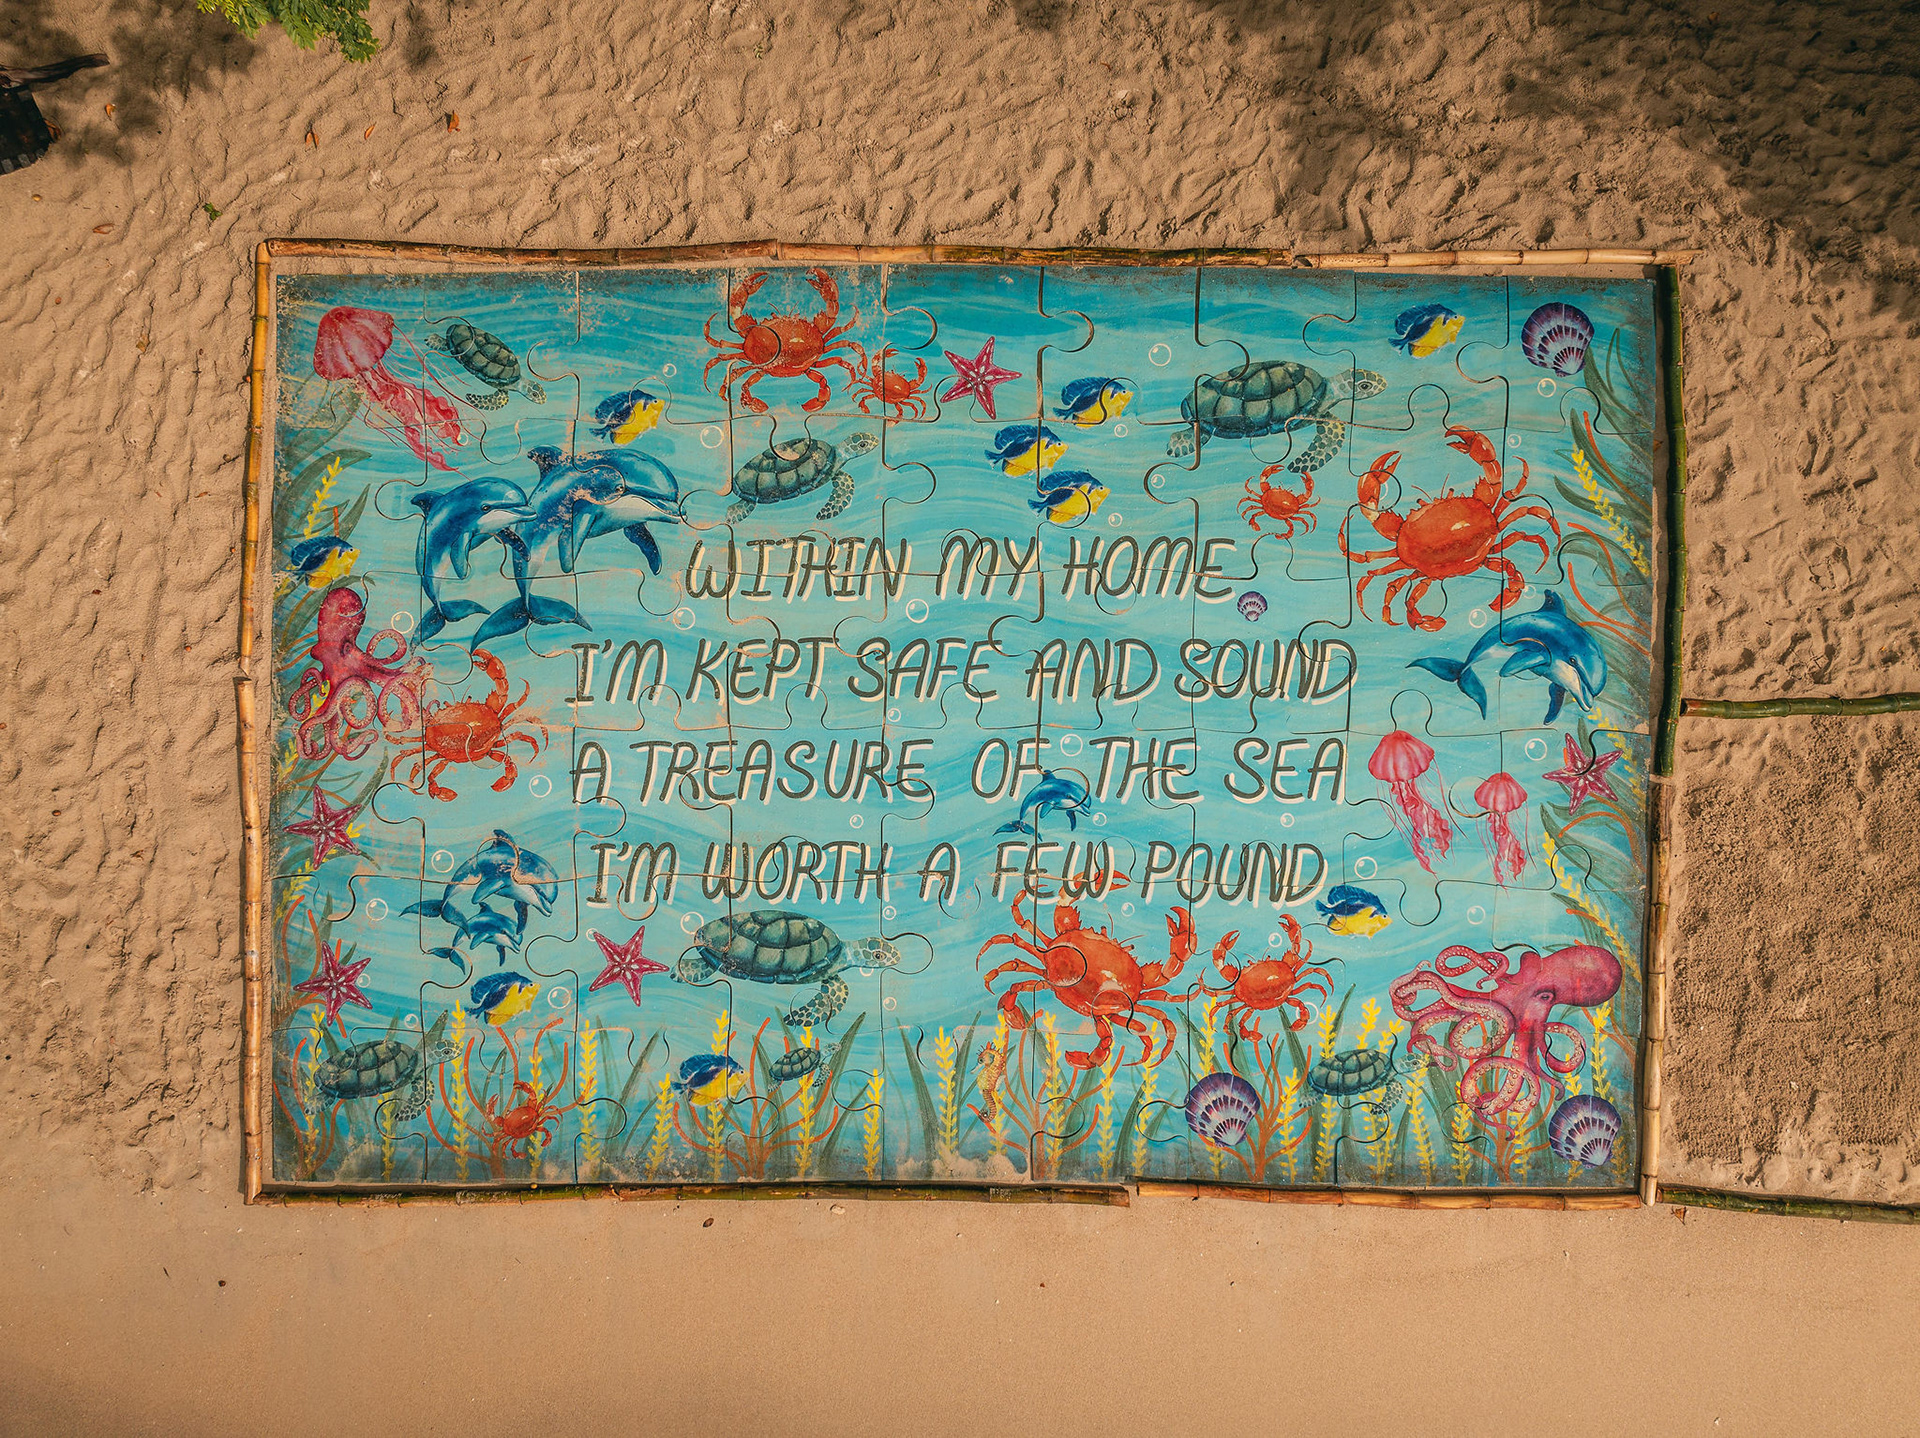 WITHIN MY HOME
I'M KEPT SAFE AND SOUND
A TREASURE OF THE SEA
I'M WORTH A FEW POUND